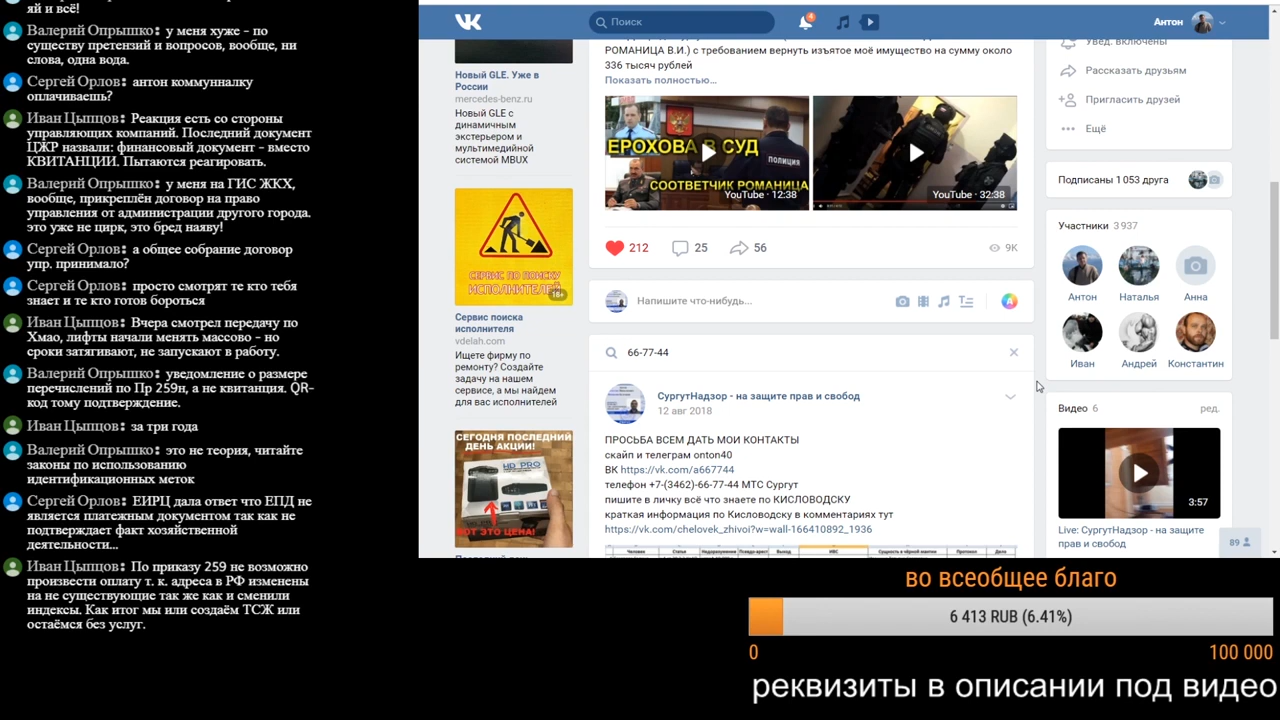 яй и всё!
Валерий Опрышко: у меня хуже - по
существу претензий и вопросов, вообще, ни
слова, одна вода.
Сергей Орлов: антон коммуналку
оплачиваешь?
Иван Цыпцов: Реакция есть со стороны
управляющих компаний. Последний документ
ЦЖР назвали: финансовый документ - вместо
КВИТАНЦИИ. Пытаются реагировать.
Валерий Опрышко: у меня на ГИС ЖКХ,
вообсбе, прикреплён договор на право
управления от администрации другого города.
это уже не цирк, это бред наяву!
Сергей Орлов: а общее собрание договор
упр. принимало?
Сергей Орлов: просто смотрят те кто тебя
знает и те кто готов бороться
Иван Цыпцов: Вчера смотрел передачу по
Хмао, лифты начали менять массово - но
сроки затягивают, не запускают в работу.
Валерий Опрышко: уведомление о размере
перечислений по Пр 259н, а не квитанция. QR-
код тому подтверждение.
Иван Цыпцов: за три года
Валерий Опрышко: это не теория, читайте
законы по использованию
идентификационных меток
Сергей Орлов: ЕИРЦ дала ответ что ЕПД не
является платежным документом так как не
подтверждает факт хозяйственной
деятельности...
Иван Цыпцов: По приказу 259 не возможно
произвести оплату т. к. адреса в РФ изменены
на не существующие так же как и сменили
индексы. Как итог мы или создаём ТСЖ или
остаёмся без услуг.
Поиск
4
Антон
Новый GLE. Уже в
России
mercedes-benz.ru
Новый GLE с
динамичным
экстерьером и
мультимедийной
системой MBUX
СЕРВИС ПО ПОИСКУ
ИСПОЛНИТЕЛЕЙ
18+
Сервис поиска
исполнителя
vdelah.com
Ищете фирму по
ремонту? Создайте
задачу на нашем
сервисе, а мы найдем
для вас исполнителей
СЕГОДНЯ ПОСЛЕДНИЙ
ДЕНЬ АКЦИИ!
HD PRO
ВОТ ЭТО ЦЕНА!
РОМАНИЦА В.И.) с требованием вернуть изъятое моё имущество на сумму около
336 тысяч рублей
Показать полностью…
ЕРОХОВА В СУД
ПОЛИЦИЯ
СООТВЕТЧИК РОМАНИЦА
YouTube · 12:38
YouTube · 32:38
212
25
56
9K
Напишите что-нибудь...
66-77-44
СургутНадзор - на защите прав и свобод
12 авг 2018
ПРОСЬБА ВСЕМ ДАТЬ МОИ КОНТАКТЫ
скайп и телеграм onton40
ВК https://vk.com/a667744
телефон +7-(3462)-66-77-44 МТС Сургут
пишите в личку всё что знаете по КИСЛОВОДСКУ
краткая информация по Кисловодску в комментариях тут
https://vk.com/chelovek_zhivoi?w=wall-166410892_1936
Увед. включены
Рассказать друзьям
Пригласить друзей
Ещё
Подписаны 1 053 друга
Участники 3 937
Антон
Наталья
Анна
Иван
Андрей
Константин
Видео 6
ред.
3:57
Live: СургутНадзор - на защите
прав и свобод
89
во всеобщее благо
6 413 RUB (6.41%)
0
100 000
реквизиты в описании под видео